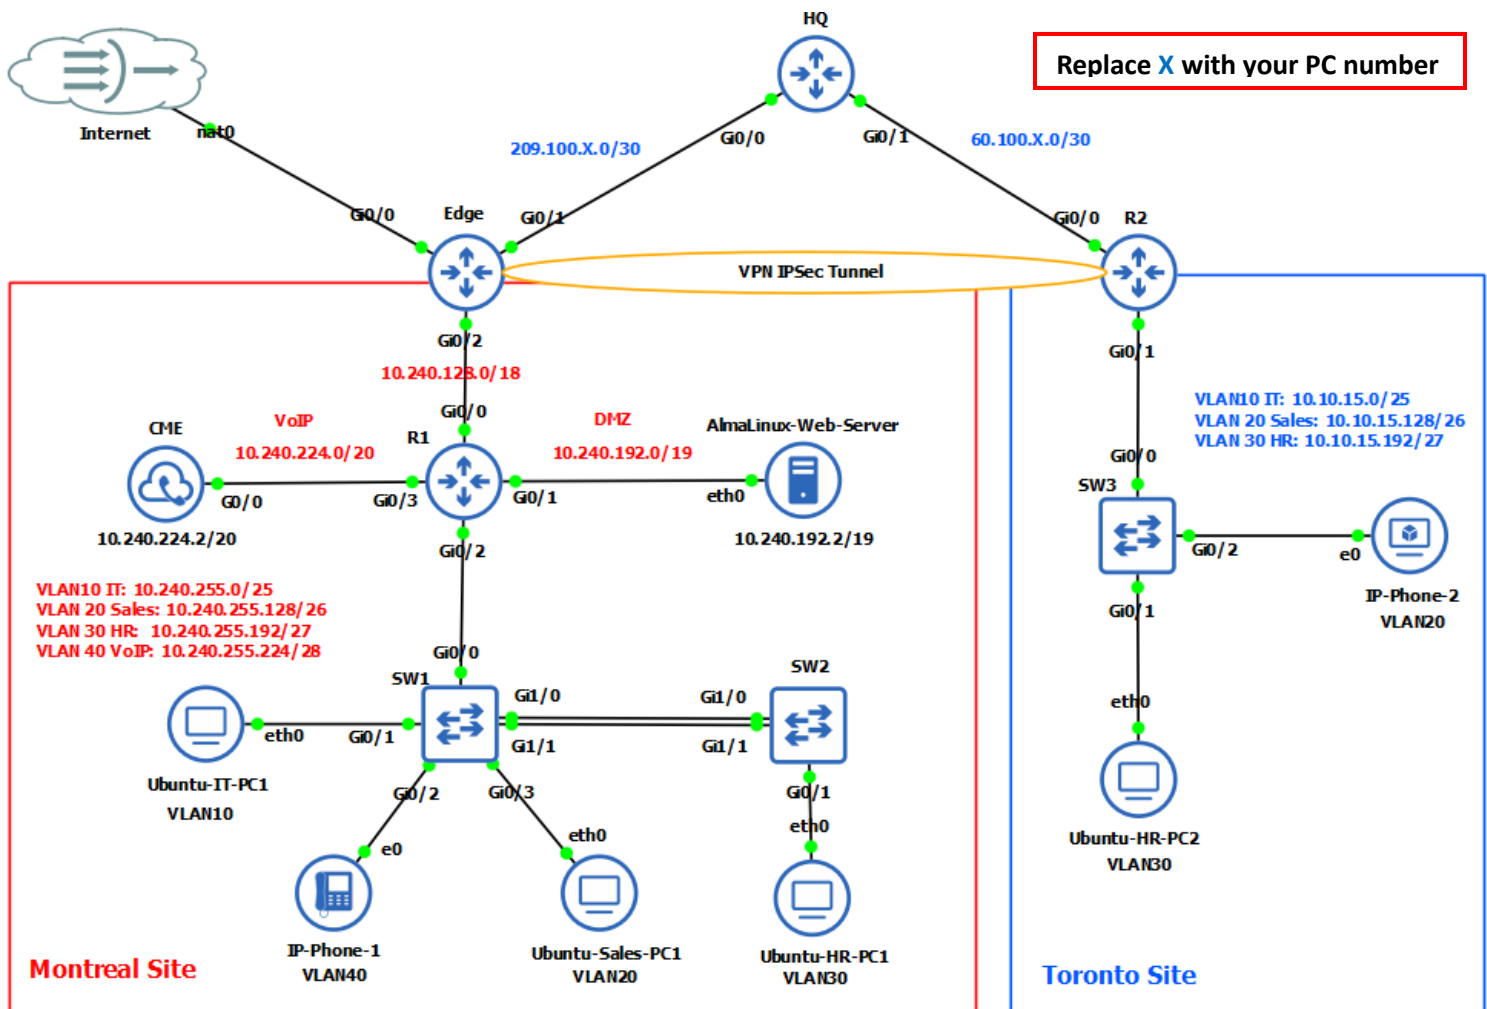 HQ
Replace X with your PC number
Internet
nat0
Gi0/0
Gi0/1
209.100.X.0/30
60.100.X.0/30
Gi0/0
Edge
Gi0/1
Gi0/0
R2
VPN IPSec Tunnel
Gi0/2
10.240.128.0/18
Gi0/1
VLAN10 IT: 10.10.15.0/25
VLAN 20 Sales: 10.10.15.128/26
VLAN 30 HR: 10.10.15.192/27
Gi0/0
CME
VoIP
R1
DMZ
AlmaLinux-Web-Server
10.240.224.0/20
10.240.192.0/19
Gi0/0
SW3
G0/0
Gi0/3
Gi0/1
eth0
10.240.224.2/20
Gi0/2
10.240.192.2/19
Gi0/2
e0
IP-Phone-2
VLAN20
VLAN10 IT: 10.240.255.0/25
VLAN 20 Sales: 10.240.255.128/26
VLAN 30 HR: 10.240.255.192/27
VLAN 40 VoIP: 10.240.255.224/28
Gi0/1
Gi0/0
SW1
SW2
Gi1/0
Gi1/0
eth0
eth0
Gi0/1
Gi1/1
Gi1/1
Ubuntu-IT-PC1
VLAN10
Gi0/2
Gi0/3
Gi0/1
eth0
eth0
e0
Ubuntu-HR-PC2
VLAN30
IP-Phone-1
VLAN40
Ubuntu-Sales-PC1
VLAN20
Ubuntu-HR-PC1
VLAN30
Montreal Site
Toronto Site